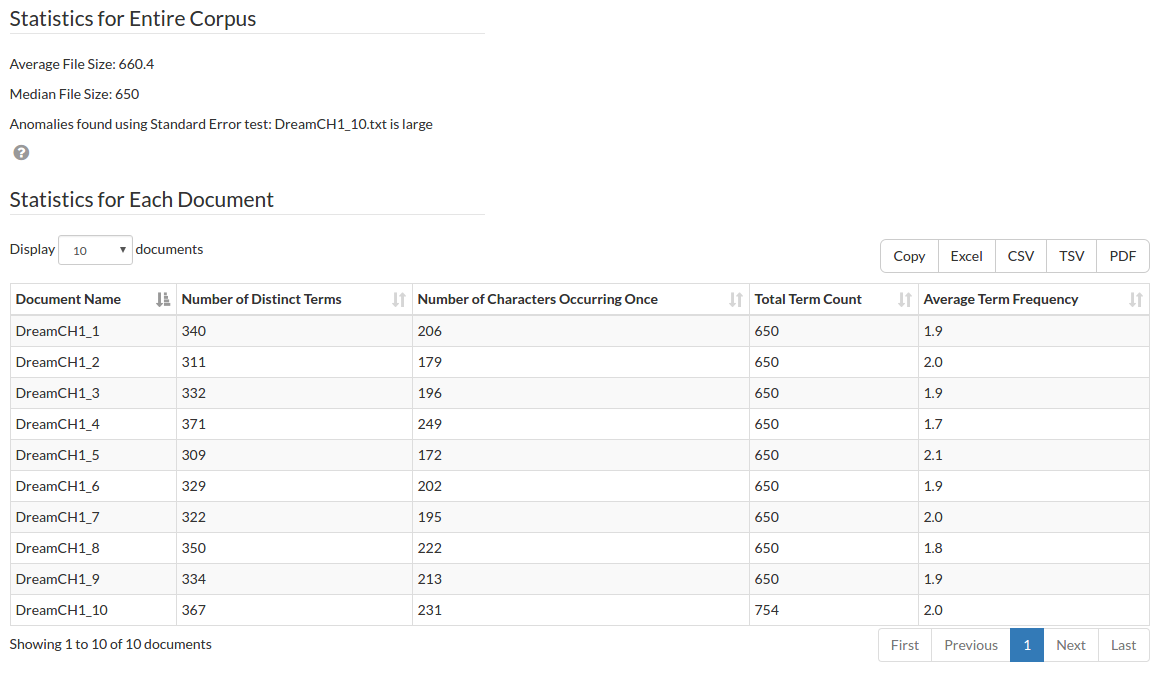 Statistics for Entire Corpus
Average File Size: 660.4
Median File Size: 650
Anomalies found using Standard Error test: DreamCH1_10.txt is large
?
Statistics for Each Document
Display 10 documents
Copy Excel CSV TSV PDF
Document Name Number of Distinct Terms Number of Characters Occurring Once Total Term Count Average Term Frequency
DreamCH1_1 340 206 650 1.9
DreamCH1_2 311 179 650 2.0
DreamCH1_3 332 196 650 1.9
DreamCH1_4 371 249 650 1.7
DreamCH1_5 309 172 650 2.1
DreamCH1_6 329 202 650 1.9
DreamCH1_7 322 195 650 2.0
DreamCH1_8 350 222 650 1.8
DreamCH1_9 334 213 650 1.9
DreamCH1_10 367 231 754 2.0
Showing 1 to 10 of 10 documents
First Previous 1 Next Last